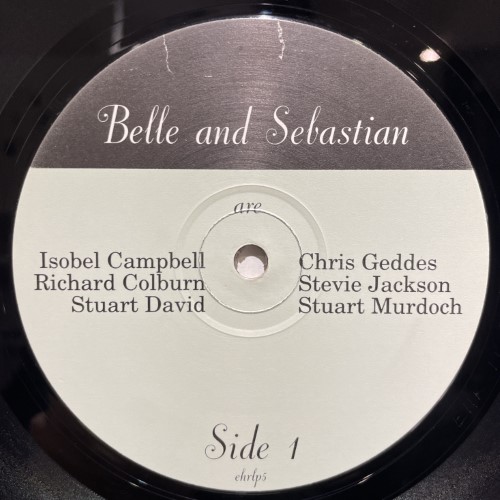 Belle and Sebastian
are
Isobel Campbell
Richard Colburn
Stuart David
Chris Geddes
Stevie Jackson
Stuart Murdoch
Side 1
ehrlp5